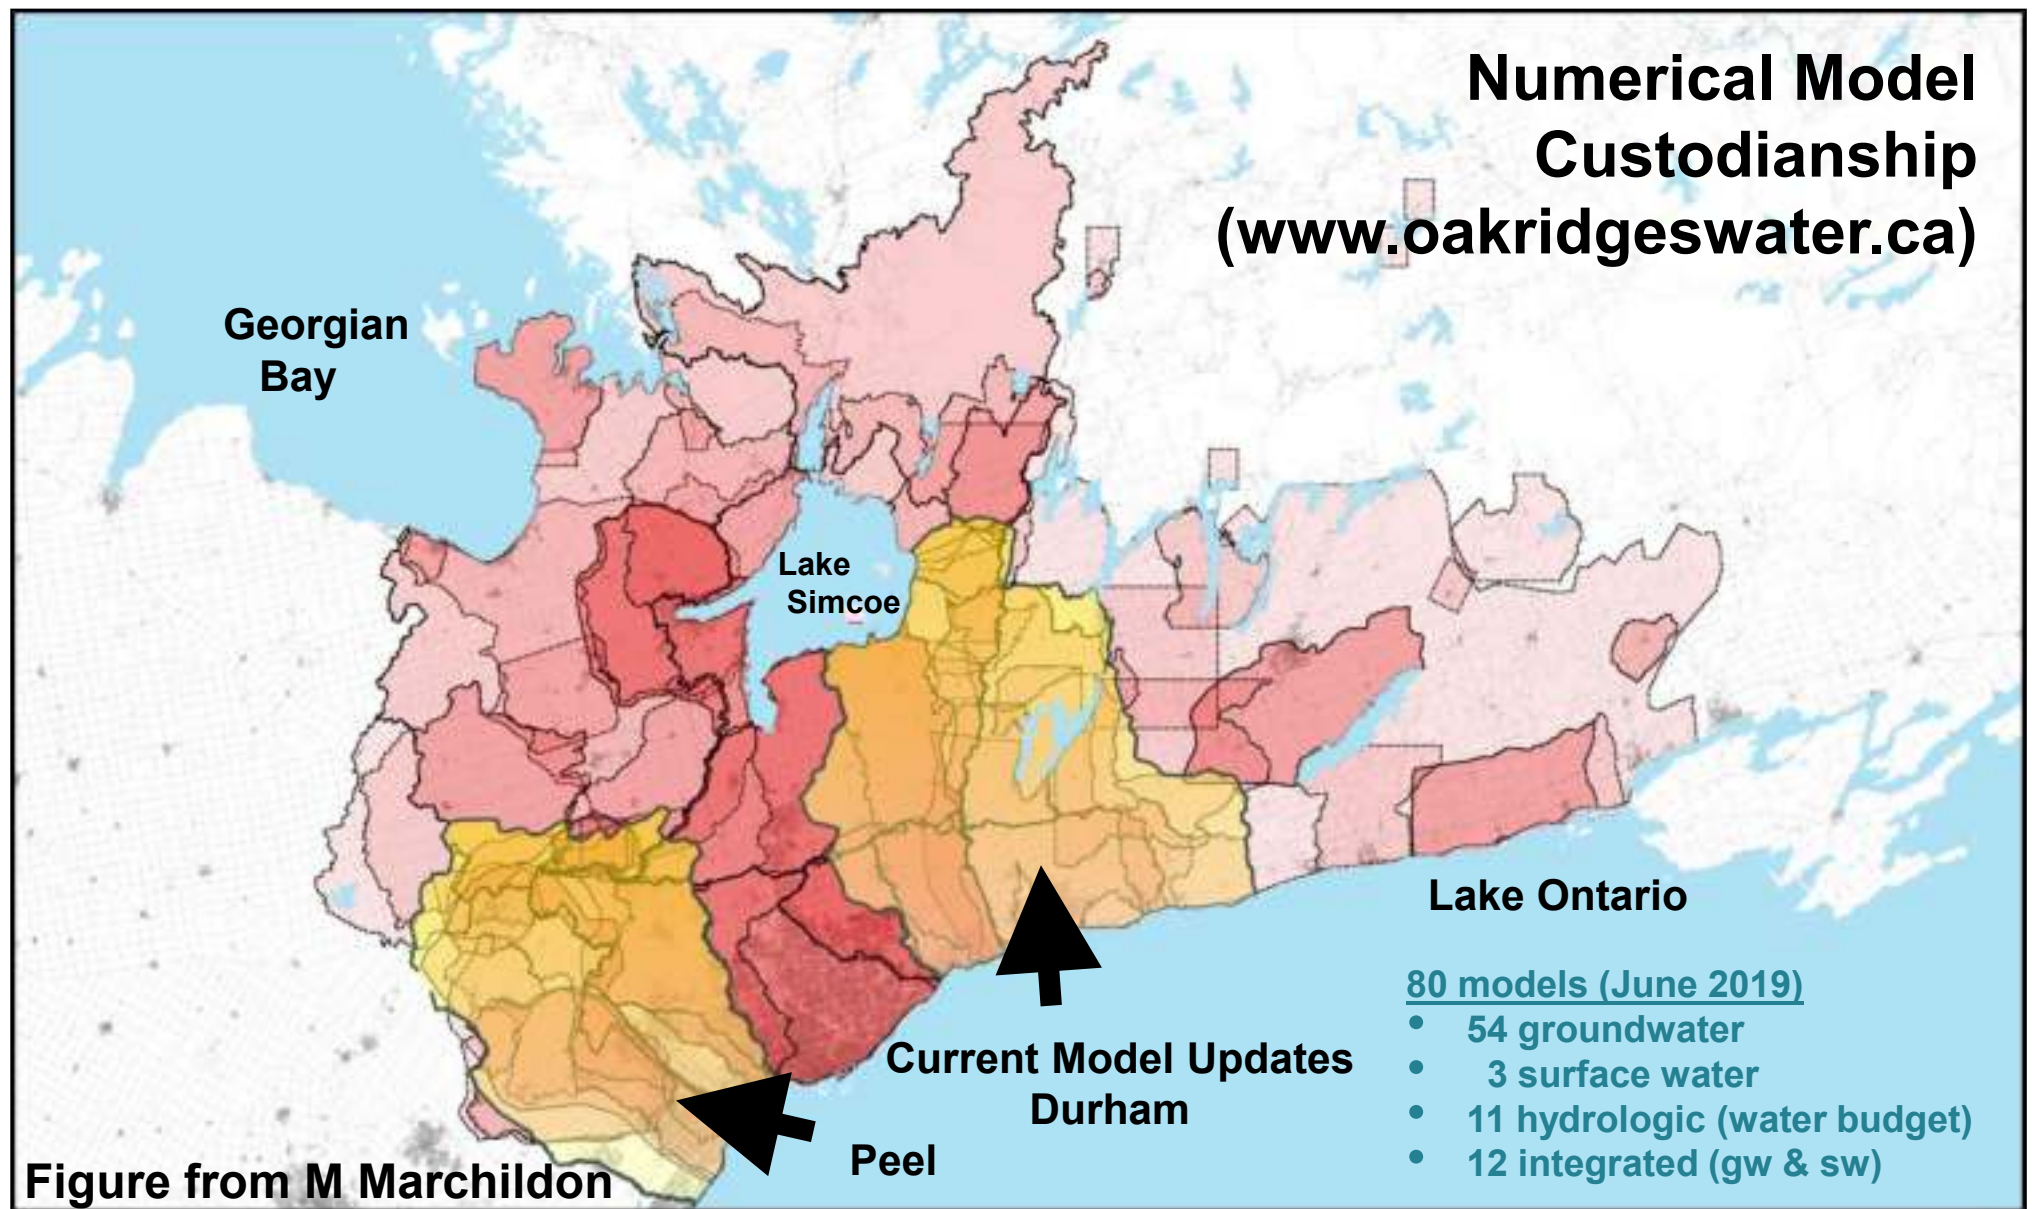 Numerical Model
Custodianship
(www.oakridgeswater.ca)
Georgian
Bay
Lake
Simcoe
Lake Ontario
80 models (June 2019)
• 54 groundwater
• 3 surface water
• 11 hydrologic (water budget)
• 12 integrated (gw & sw)
Current Model Updates
Durham
Peel
Figure from M Marchildon